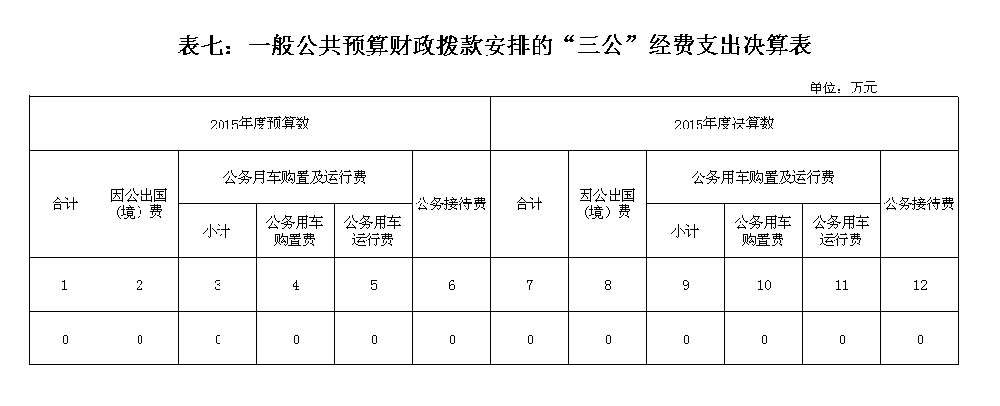 表七：一般公共预算财政拨款安排的“三公”经费支出决算表
单位：万元
2015年度预算数 2015年度决算数
合计 因公出国(境）费 公务用车购置及运行费 公务接待费 合计 因公出国(境）费 公务用车购置及运行费 公务接待费
小计 公务用车购置费 公务用车运行费 小计 公务用车购置费 公务用车运行费
1 2 3 4 5 6 7 8 9 10 11 12
0 0 0 0 0 0 0 0 0 0 0 0